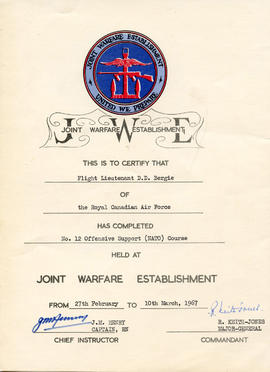 JOINT WARFARE ESTABLISHMENT
UNITED WE PREPARE
JWE
JOINT WARFARE ESTABLISHMENT
THIS IS TO CERTIFY THAT
Flight Lieutenant D.D. Bergie
OF
the Royal Canadian Air Force
HAS COMPLETED
No. 12 Offensive Support (NATO) Course
HELD AT
JOINT WARFARE ESTABLISHMENT
FROM 27th February TO 10th March, 1967
J.M. HENRY
CAPTAIN, RN
CHIEF INSTRUCTOR
R. KEITH-JONES
MAJOR-GENERAL
COMMANDANT